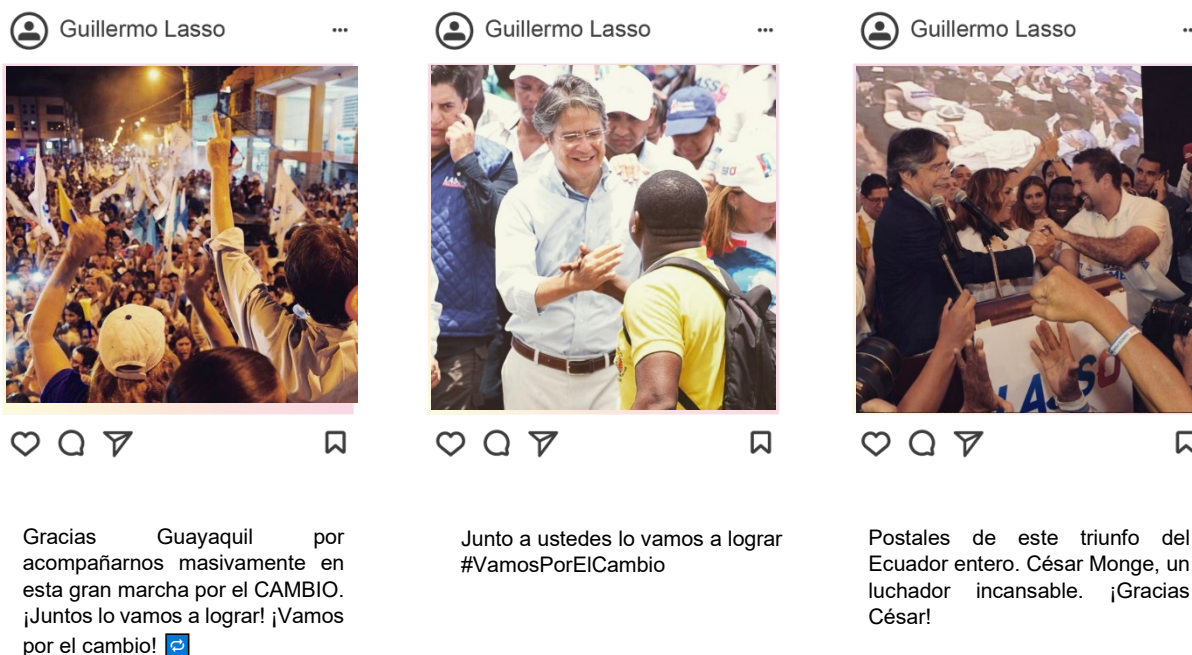 Guillermo Lasso
Gracias Guayaquil por
acompañarnos masivamente en
esta gran marcha por el CAMBIO.
¡Juntos lo vamos a lograr! ¡Vamos
por el cambio!
Guillermo Lasso
LASSO
Junto a ustedes lo vamos a lograr
#VamosPorElCambio
Guillermo Lasso
LASSO
Postales de este triunfo del
Ecuador entero. César Monge, un
luchador incansable. ¡Gracias
César!